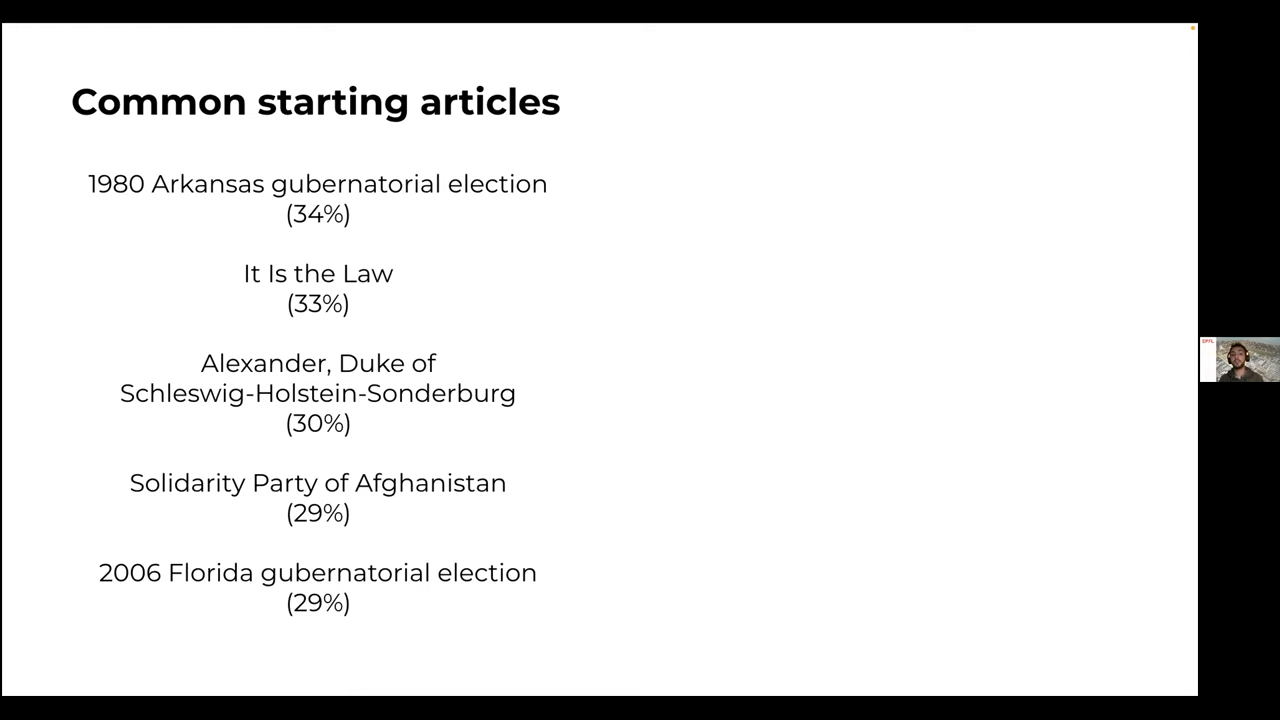 Common starting articles
1980 Arkansas gubernatorial election
(34%)
It Is the Law
(33%)
Alexander, Duke of
Schleswig-Holstein-Sonderburg
(30%)
Solidarity Party of Afghanistan
(29%)
2006 Florida gubernatorial election
(29%)
EPFL